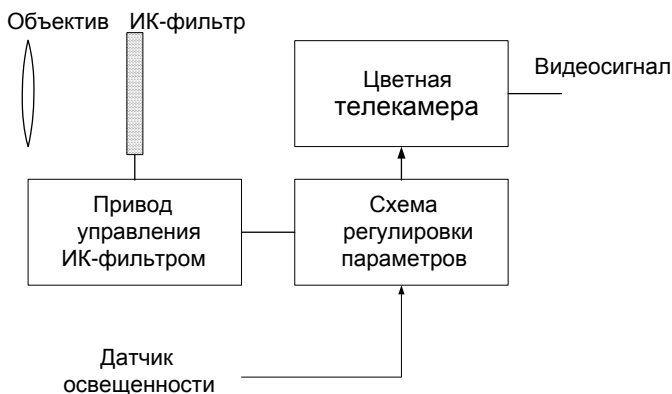 Объектив ИК-фильтр
Цветная
телекамера
Видеосигнал
Привод
управления
ИК-фильтром
Схема
регулировки
параметров
Датчик
освещенности